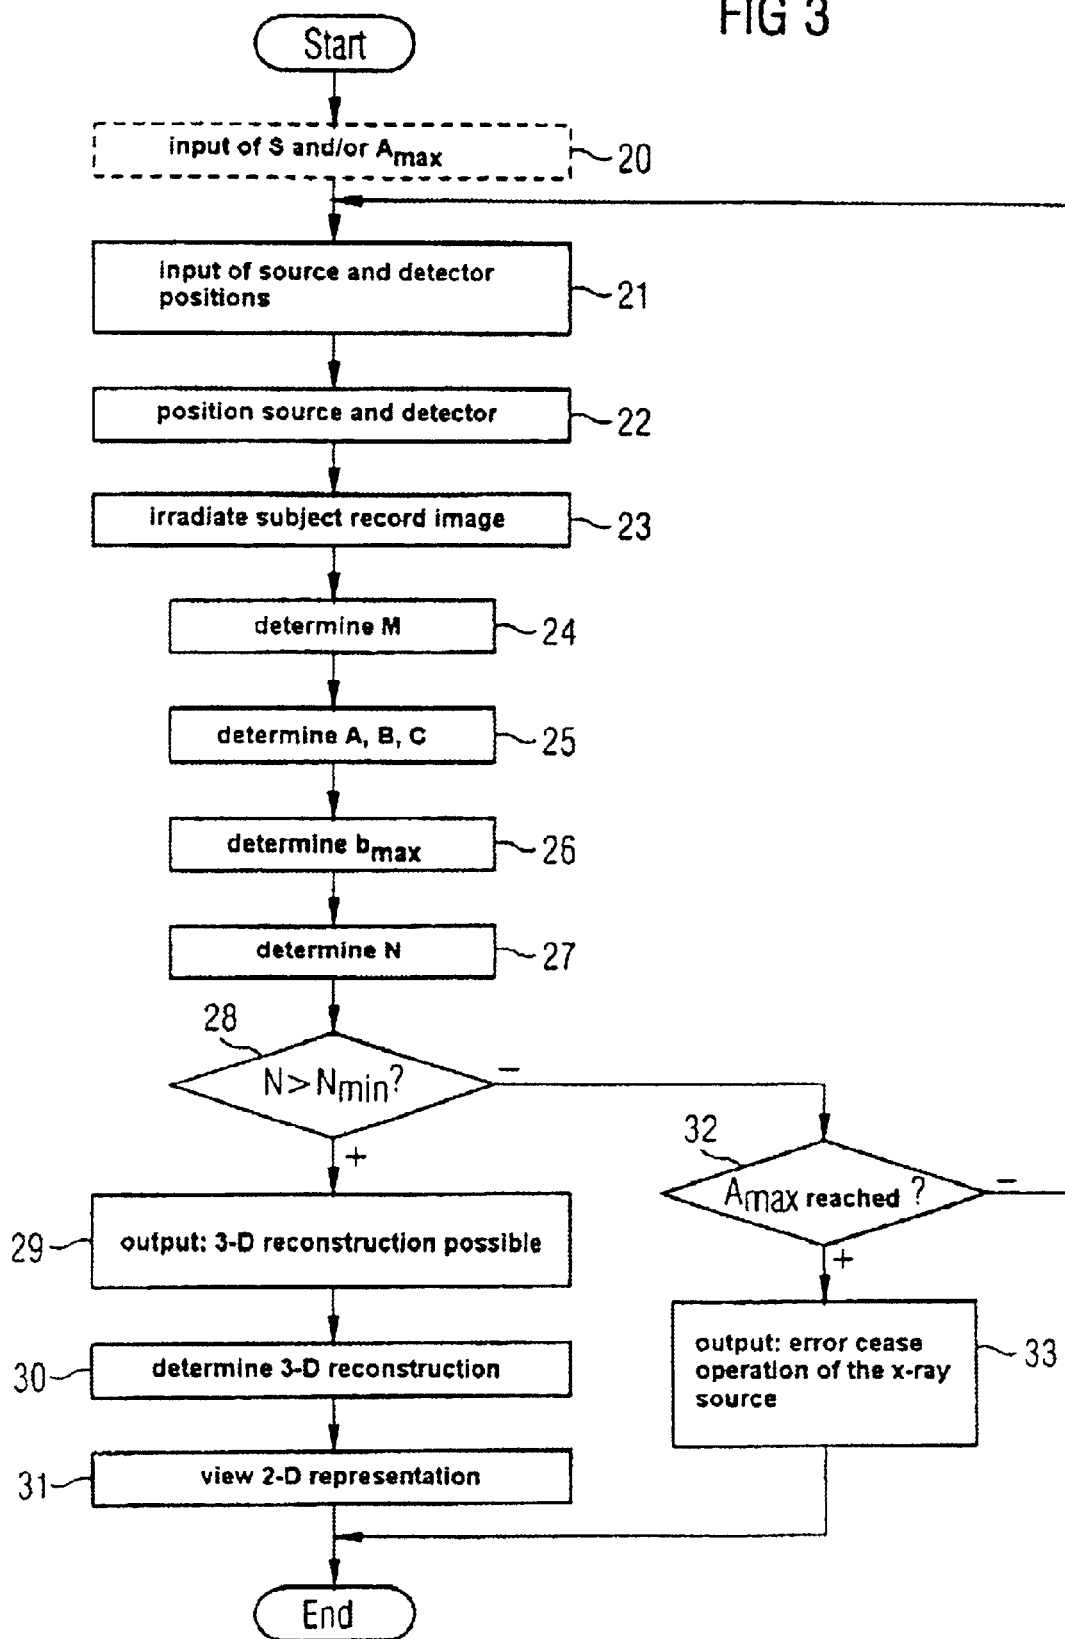 FIG 3
Start
input of S and/or Amax
20
input of source and detector
positions
21
position source and detector
22
irradiate subject record image
23
determine M
24
determine A, B, C
25
determine bmax
26
determine N
27
28
N > Nmin?
−
+
32
Amax reached ?
−
+
29
output: 3-D reconstruction possible
output: error cease
operation of the x-ray
source
33
30
determine 3-D reconstruction
31
view 2-D representation
End